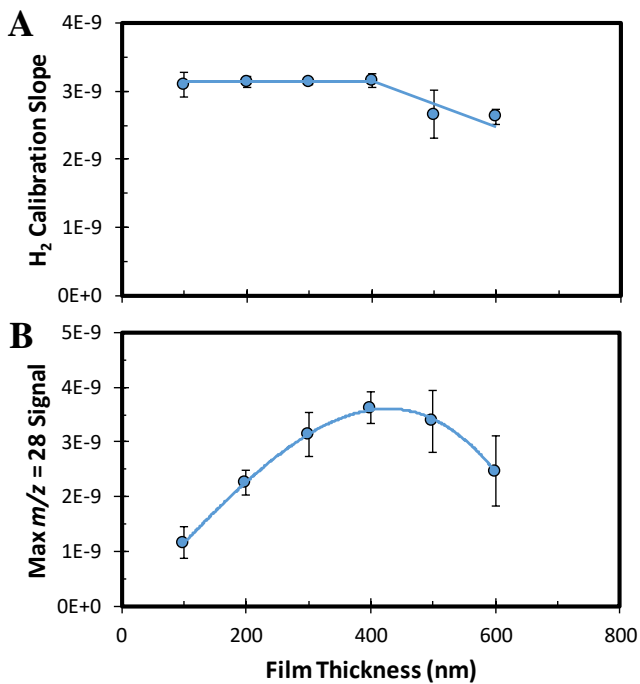 A
4E-9
3E-9
2E-9
1E-9
0E+0
H₂ Calibration Slope
B
5E-9
4E-9
3E-9
2E-9
1E-9
0E+0
Max m/z = 28 Signal
0 200 400 600 800
Film Thickness (nm)